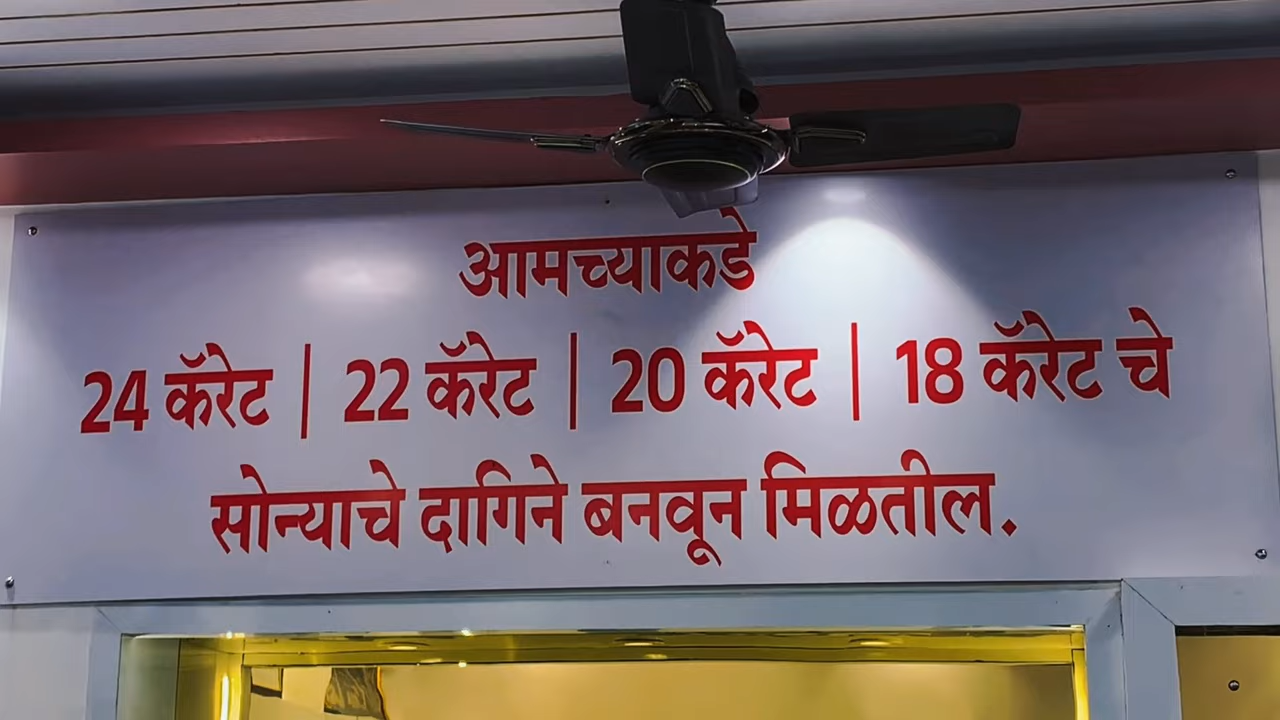 आमच्याकडे
24 कॅरेट | 22 कॅरेट | 20 कॅरेट | 18 कॅरेट चे
सोन्याचे दागिने बनवून मिळतील.